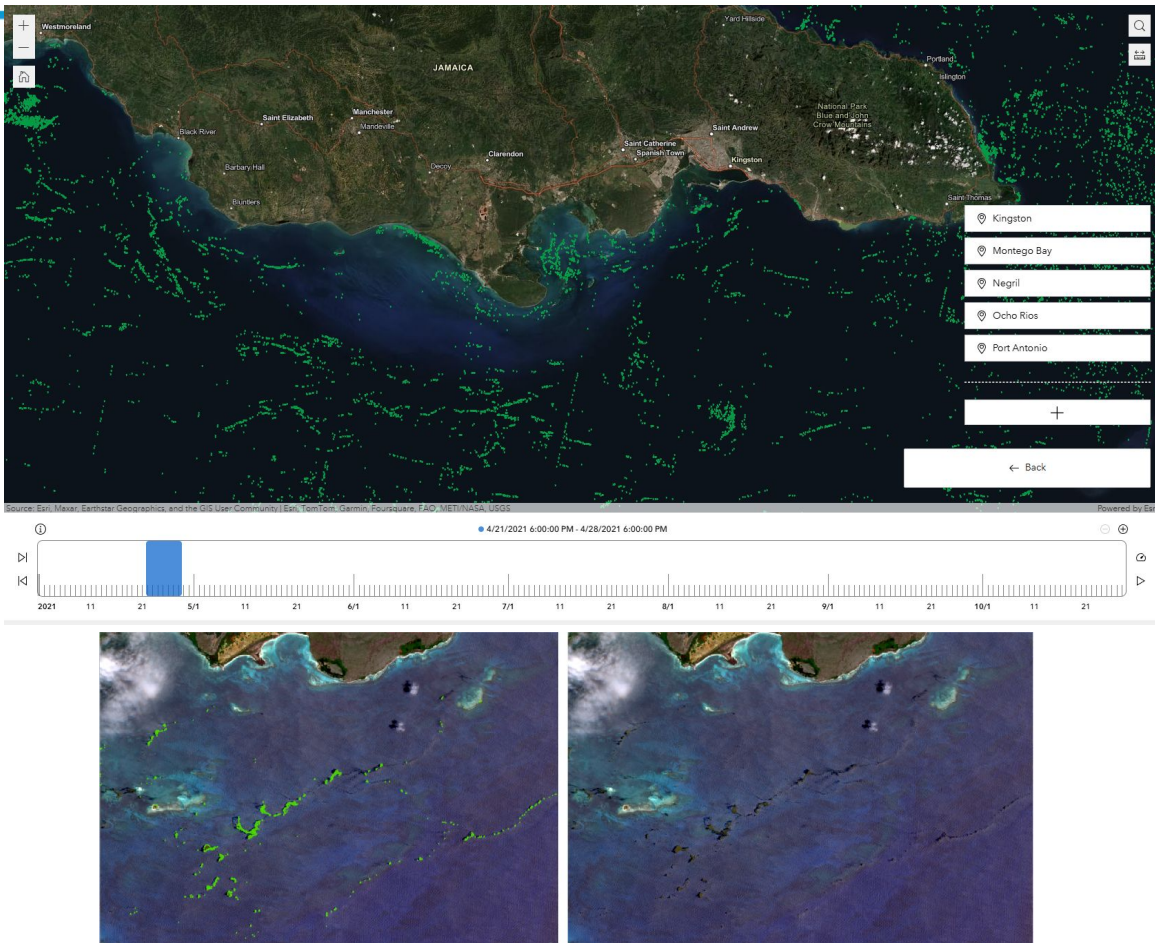 Westmoreland
Yard Hillside
JAMAICA
Portland
Islington
Black River
Saint Elizabeth
Manchester
Mandeville
National Park
Blue and John
Crow Mountains
Saint Andrew
Saint Catherine
Spanish Town
Kingston
Clarendon
Decoy
Barbary Hall
Bluntlers
Saint Thomas
Kingston
Montego Bay
Negril
Ocho Rios
Port Antonio
← Back
Source: Esri, Maxar, Earthstar Geographics, and the GIS User Community | Esri, TomTom, Garmin, Foursquare, FAO, METI/NASA, USGS
Powered by Esr
4/21/2021 6:00:00 PM - 4/28/2021 6:00:00 PM
2021 11 21 5/1 11 21 6/1 11 21 7/1 11 21 8/1 11 21 9/1 11 21 10/1 11 21